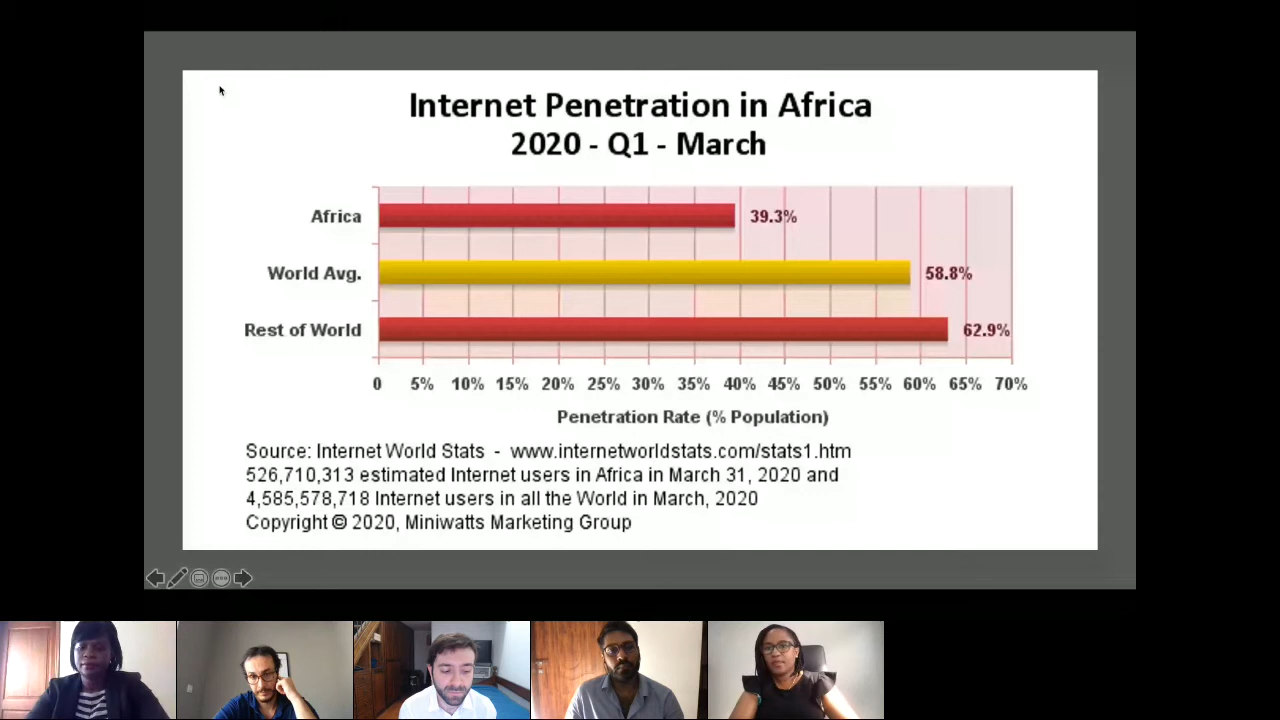 Internet Penetration in Africa
2020 - Q1 - March
Africa 39.3%
World Avg. 58.8%
Rest of World 62.9%
0 5% 10% 15% 20% 25% 30% 35% 40% 45% 50% 55% 60% 65% 70%
Penetration Rate (% Population)
Source: Internet World Stats - www.internetworldstats.com/stats1.htm
526,710,313 estimated Internet users in Africa in March 31, 2020 and
4,585,578,718 Internet users in all the World in March, 2020
Copyright © 2020, Miniwatts Marketing Group